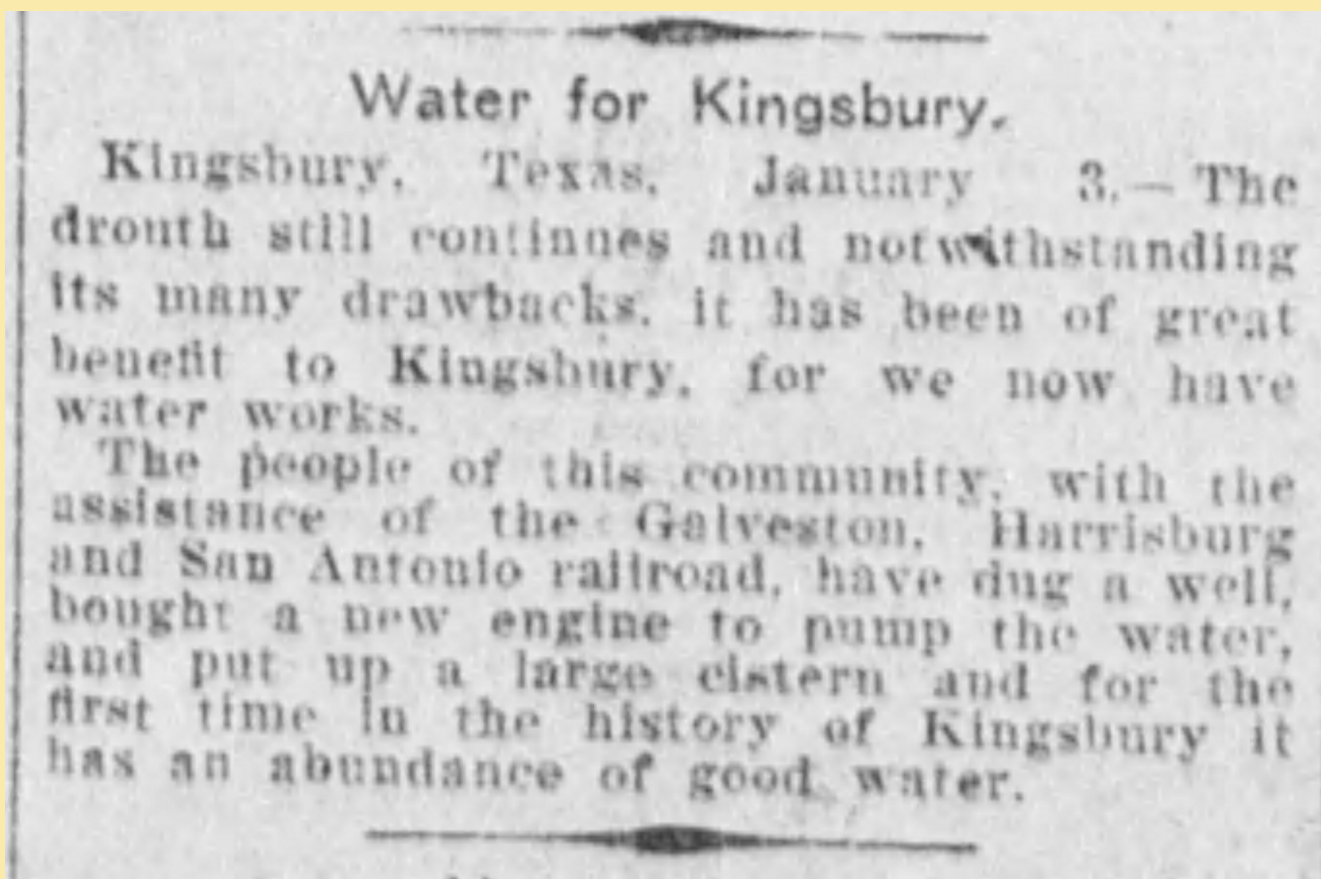 Water for Kingsbury.
Kingsbury, Texas, January 3.—The
drouth still continues and notwithstanding
its many drawbacks, it has been of great
benefit to Kingsbury, for we now have
water works.
The people of this community, with the
assistance of the Galveston, Harrisburg
and San Antonio railroad, have dug a well,
bought a new engine to pump the water,
and put up a large cistern and for the
first time in the history of Kingsbury it
has an abundance of good water.